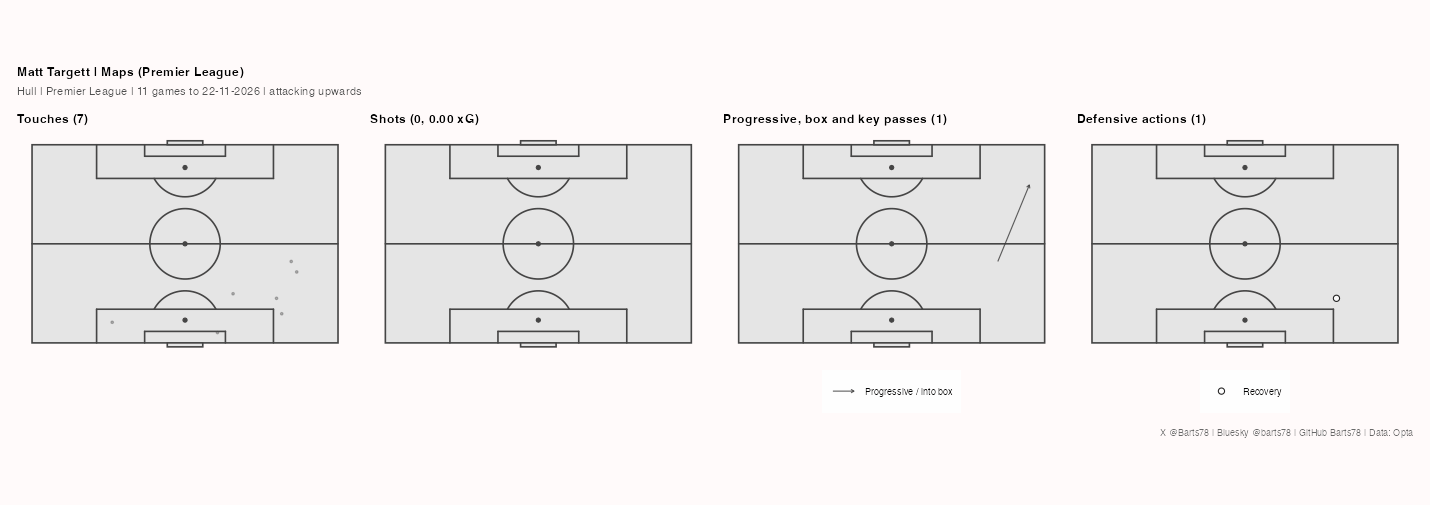 Matt Targett | Maps (Premier League)
Hull | Premier League | 11 games to 22-11-2026 | attacking upwards
Touches (7)
Shots (0, 0.00 xG)
Progressive, box and key passes (1)
Defensive actions (1)
Progressive / into box
Recovery
X @Barts78 | Bluesky @barts78 | GitHub Barts78 | Data: Opta